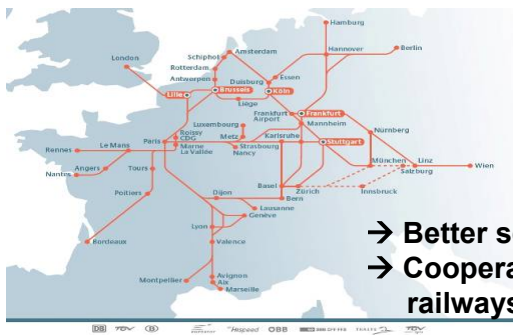 Hamburg
London
Schiphol
Amsterdam
Hannover
Berlin
Rotterdam
Antwerpen
Duisburg
Essen
Lille
Brussels
Köln
Liège
Frankfurt
Airport
Frankfurt
Luxembourg
Mannheim
Roissy
CDG
Metz
Karlsruhe
Nürnberg
Rennes
Le Mans
Paris
Marne
La Vallée
Strasbourg
Nancy
Stuttgart
München
Linz
Salzburg
Wien
Nantes
Angers
Tours
Basel
Zürich
Innsbruck
Poitiers
Dijon
Bern
Lausanne
Genève
Lyon
Bordeaux
Valence
Montpellier
Avignon
Aix
Marseille
→ Better s
→ Coopera
railways
DB TGV
ÖBB